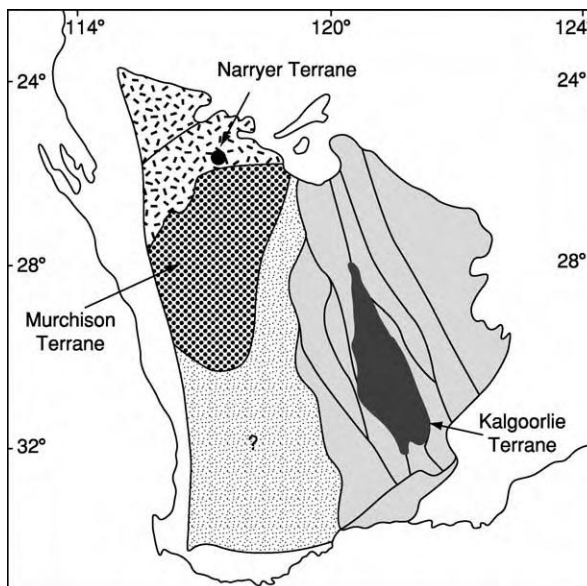 114° 120° 124°
24° 24°
Narryer Terrane
28° 28°
Murchison
Terrane
Kalgoorlie
Terrane
32°
?